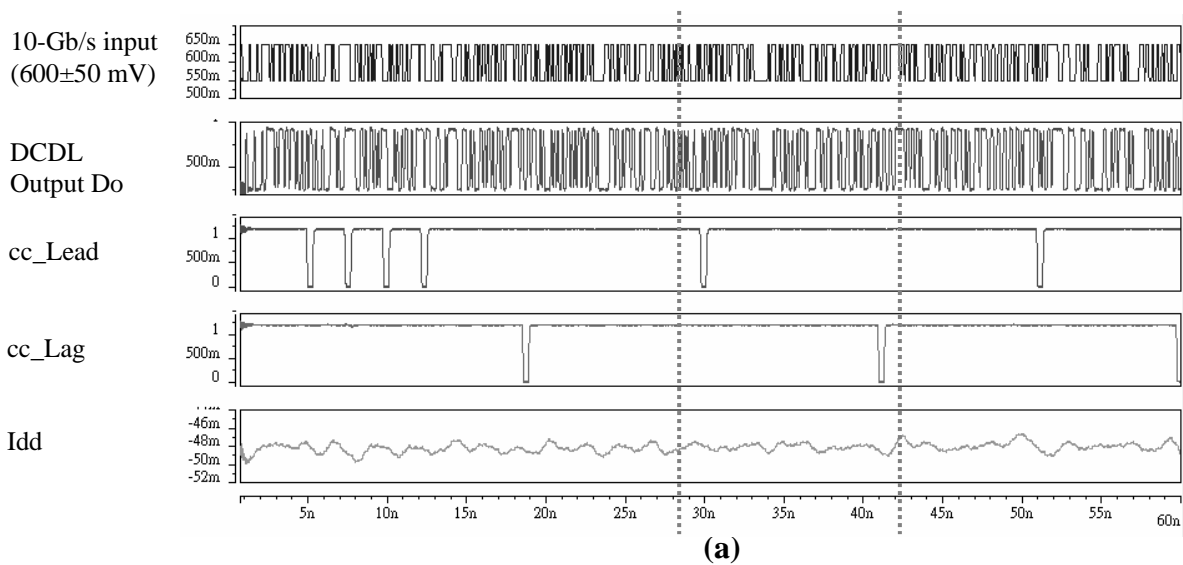 10-Gb/s input
(600±50 mV)
650m
600m
550m
500m
DCDL
Output Do
500m
cc_Lead
1
500m
0
cc_Lag
1
500m
0
Idd
-46m
-48m
-50m
-52m
5n 10n 15n 20n 25n 30n 35n 40n 45n 50n 55n 60n
(a)